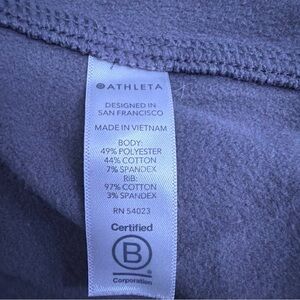 ATHLETA
DESIGNED IN
SAN FRANCISCO
MADE IN VIETNAM
BODY:
49% POLYESTER
44% COTTON
7% SPANDEX
RIB:
97% COTTON
3% SPANDEX
RN 54023
Certified
B
Corporation